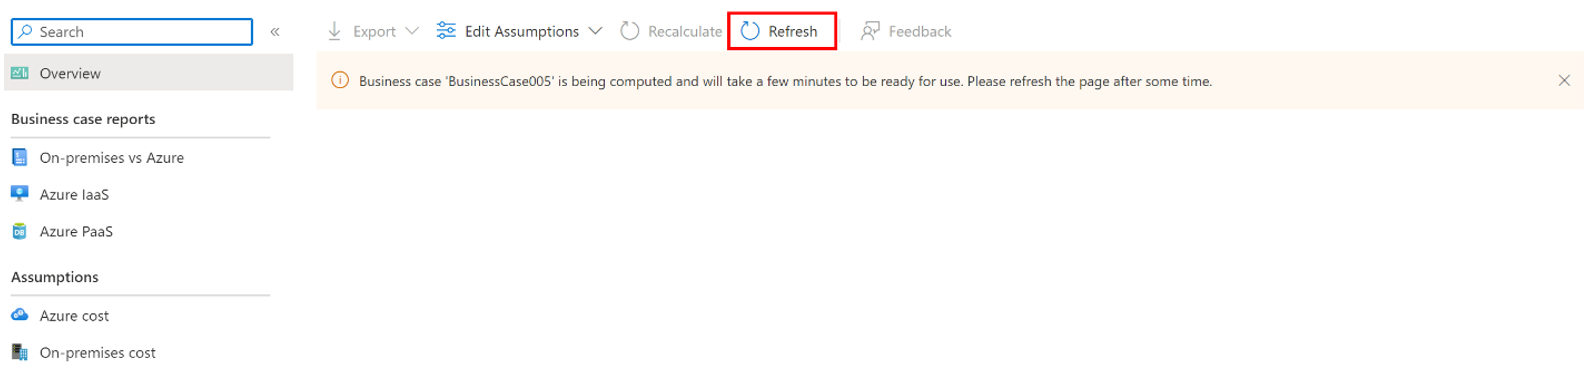 Search
«
Export
Edit Assumptions
Recalculate
Refresh
Feedback
Overview
Business case 'BusinessCase005' is being computed and will take a few minutes to be ready for use. Please refresh the page after some time.
Business case reports
On-premises vs Azure
Azure IaaS
Azure PaaS
Assumptions
Azure cost
On-premises cost